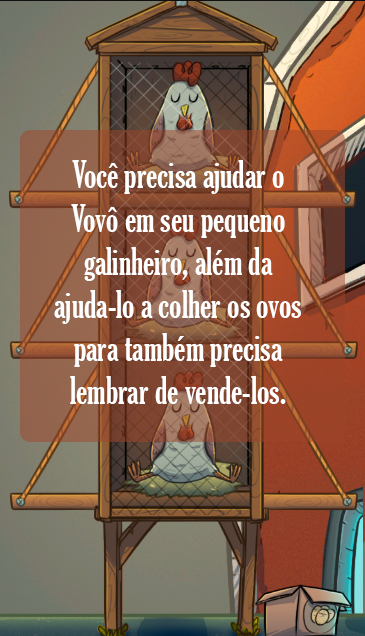 Você precisa ajudar o
Vovô em seu pequeno
galinheiro, além da
ajuda-lo a colher os ovos
para também precisa
lembrar de vende-los.